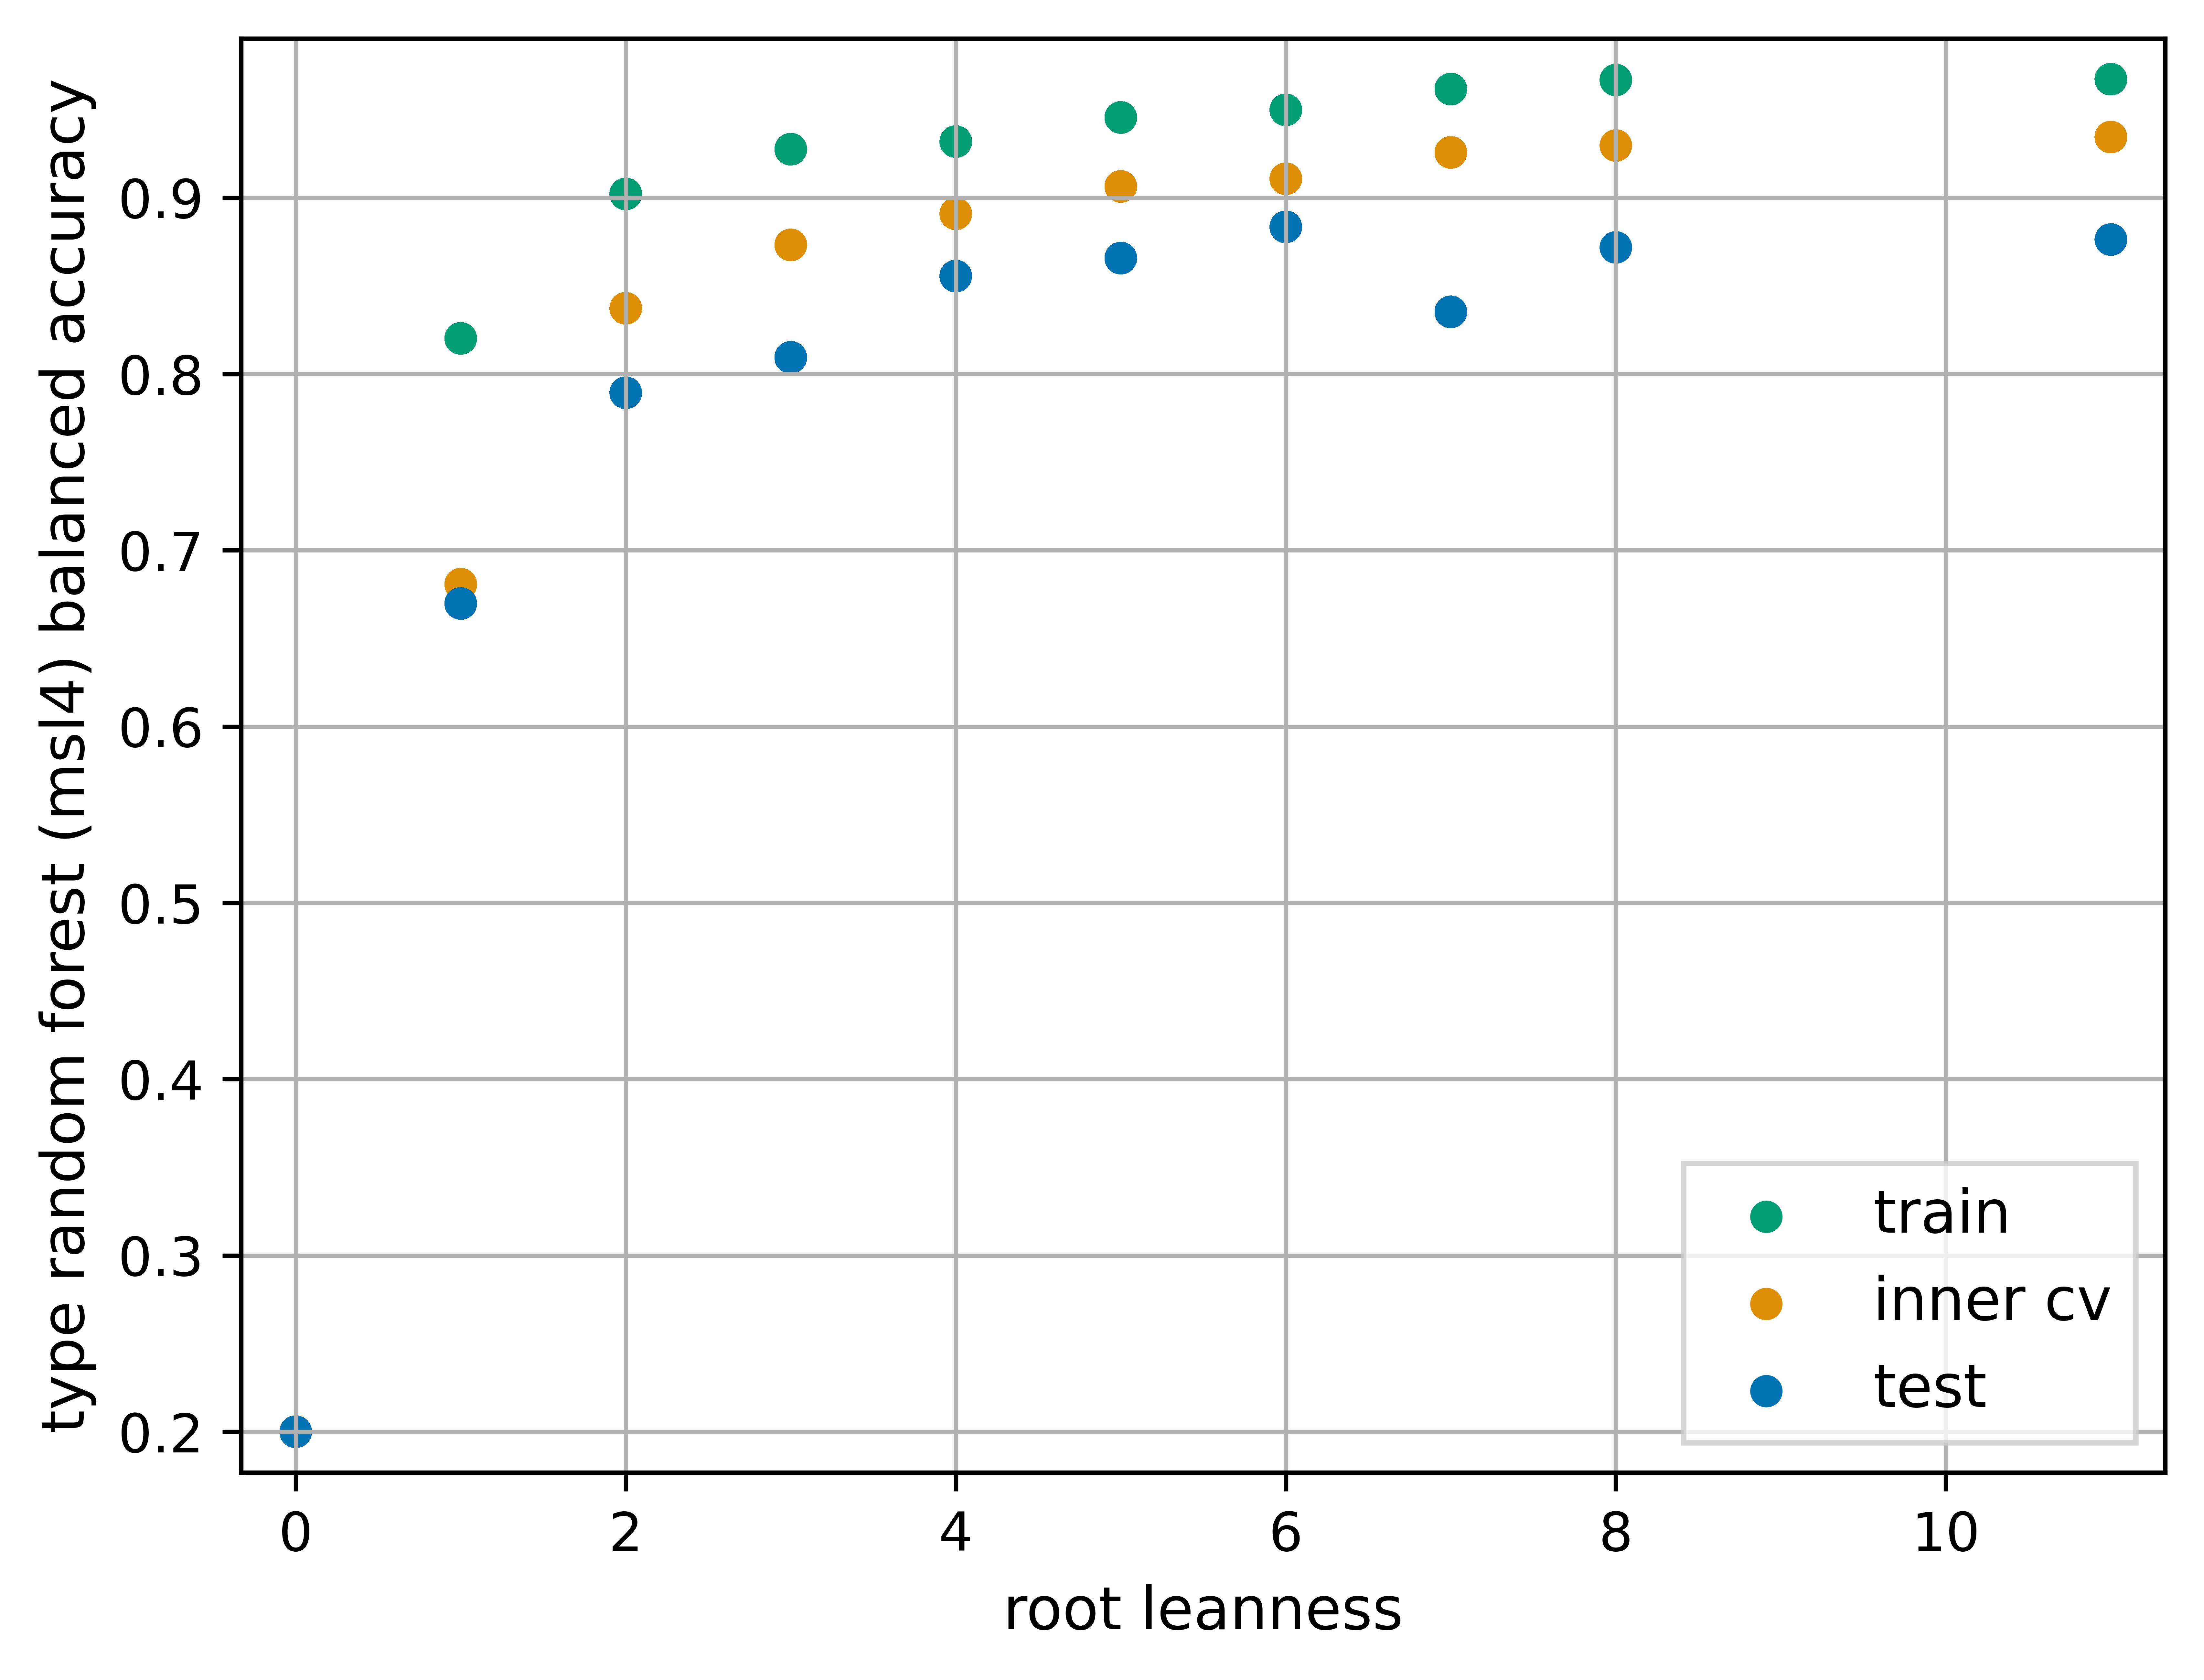 type random forest (msl4) balanced accuracy
0.9
0.8
0.7
0.6
0.5
0.4
0.3
0.2
train
inner cv
test
0 2 4 6 8 10
root leanness